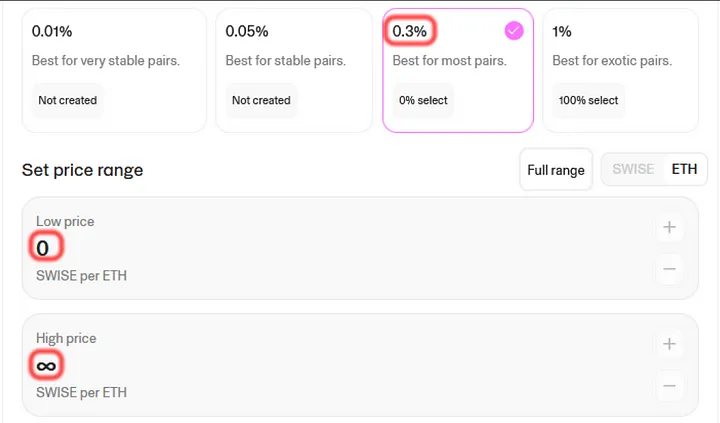 0.01%
Best for very stable pairs.
Not created
0.05%
Best for stable pairs.
Not created
0.3%
Best for most pairs.
0% select
1%
Best for exotic pairs.
100% select
Set price range
Full range
SWISE ETH
Low price
0
SWISE per ETH
High price
∞
SWISE per ETH